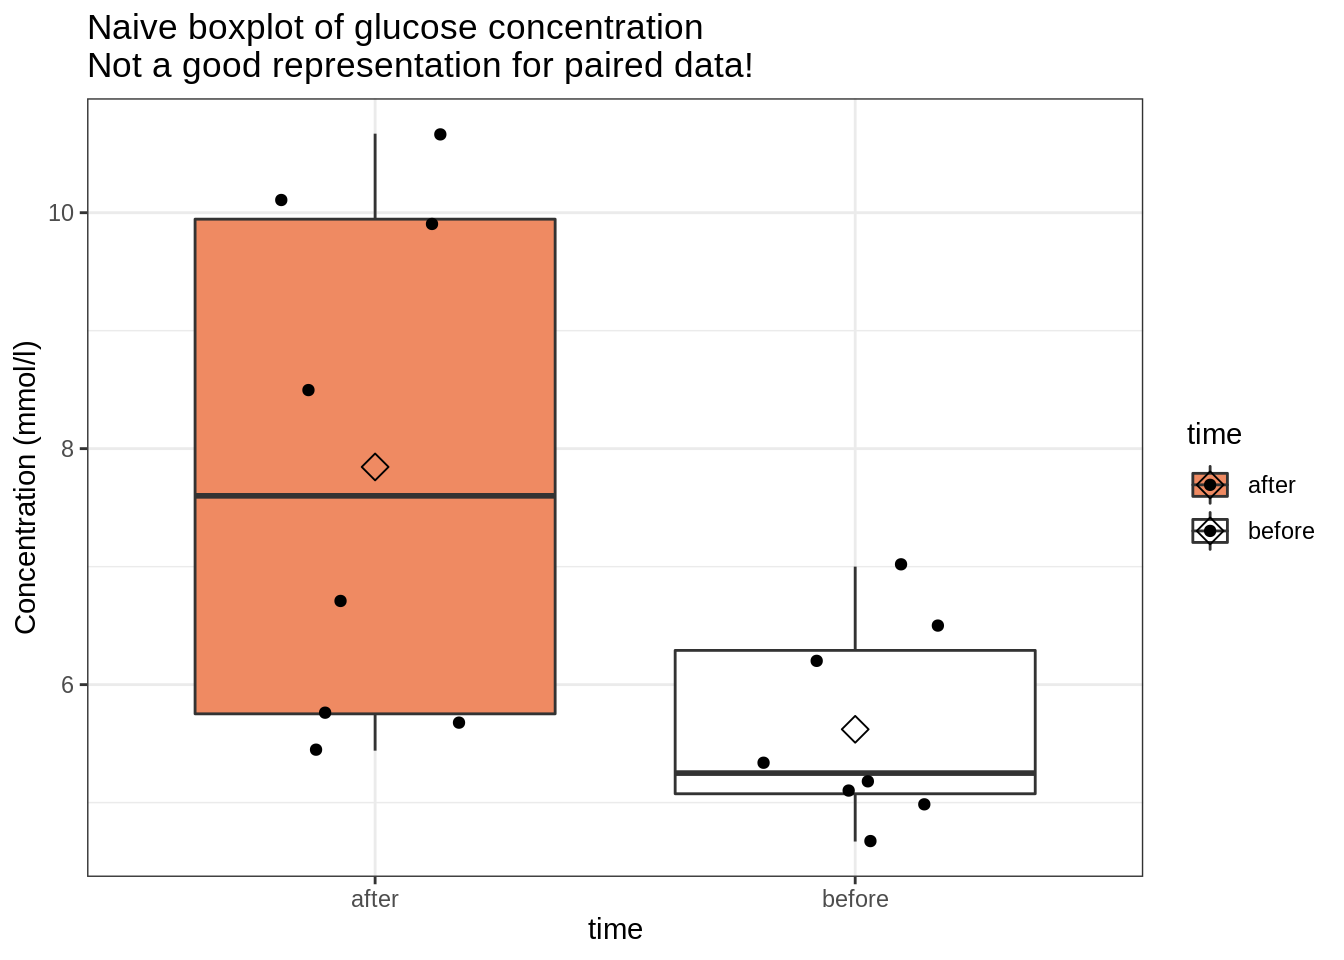 Naive boxplot of glucose concentration
Not a good representation for paired data!
Concentration (mmol/l)
10
8
6
after
before
time
time
after
before